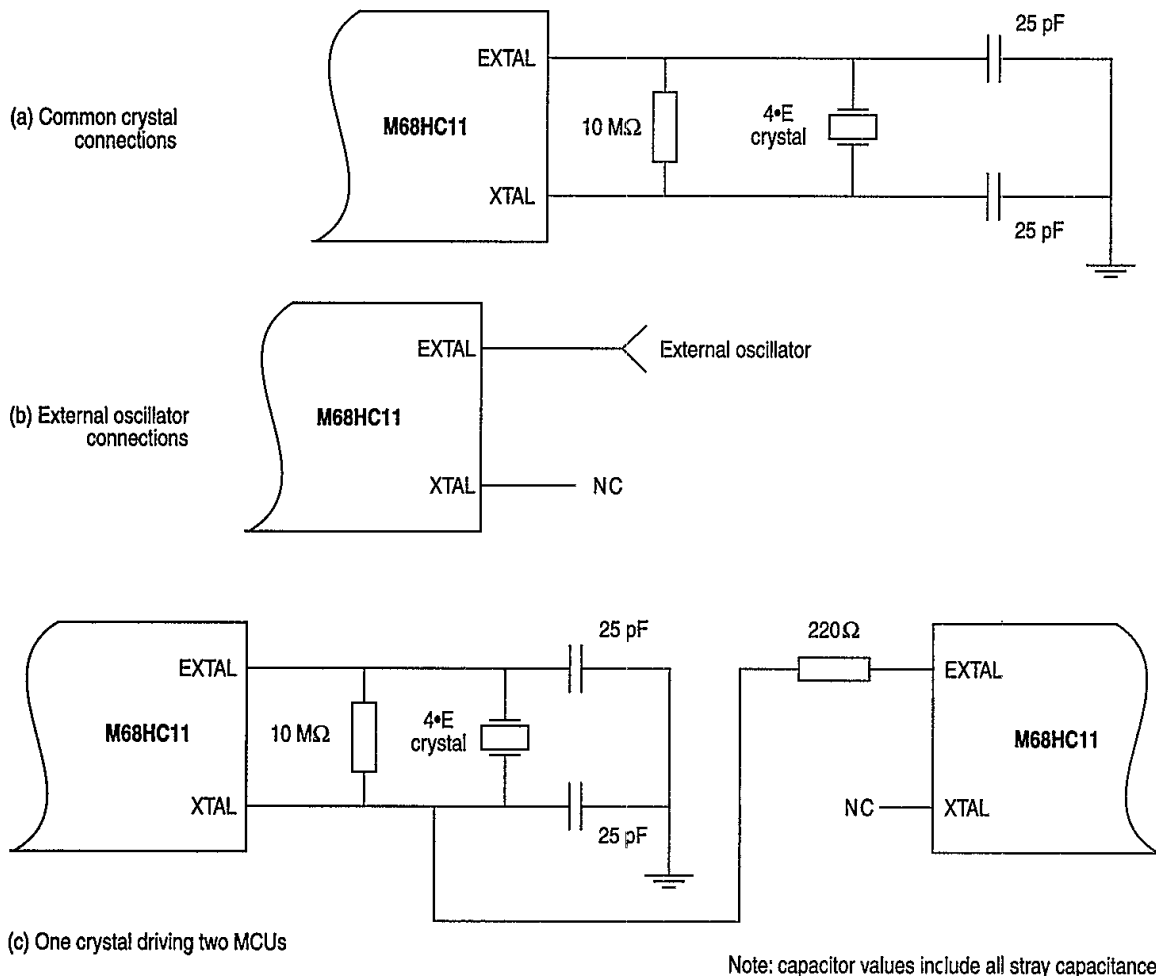 25 pF
EXTAL
(a) Common crystal
connections
M68HC11
10 MΩ
4•E
crystal
XTAL
25 pF
EXTAL
External oscillator
(b) External oscillator
connections
M68HC11
XTAL
NC
25 pF
220Ω
EXTAL
EXTAL
M68HC11
10 MΩ
4•E
crystal
M68HC11
XTAL
NC
XTAL
25 pF
(c) One crystal driving two MCUs
Note: capacitor values include all stray capacitance